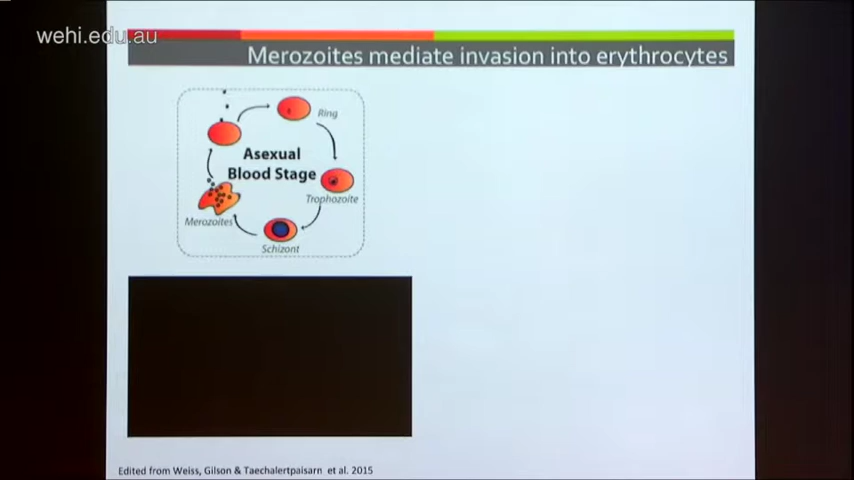 wehi.edu.au
Merozoites mediate invasion into erythrocytes
Ring
Asexual
Blood Stage
Trophozoite
Merozoites
Schizont
Edited from Weiss, Gilson & Taechalertpaisarn et al. 2015